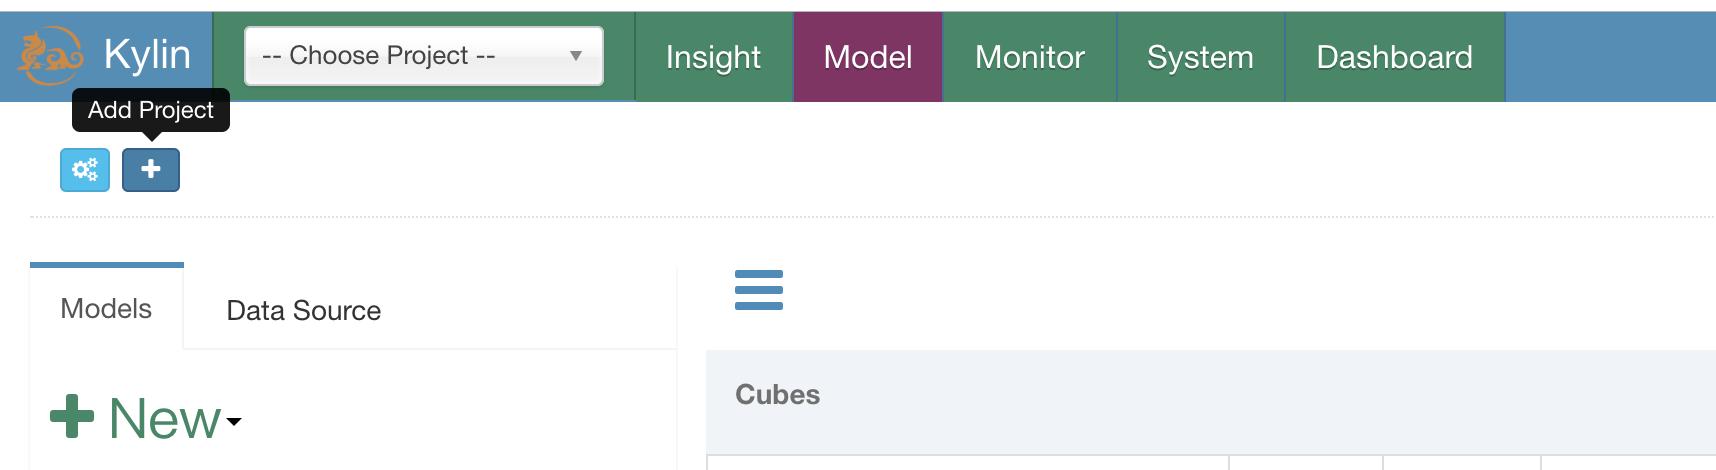 Kylin
-- Choose Project --
Insight
Model
Monitor
System
Dashboard
Add Project
Models
Data Source
New
Cubes